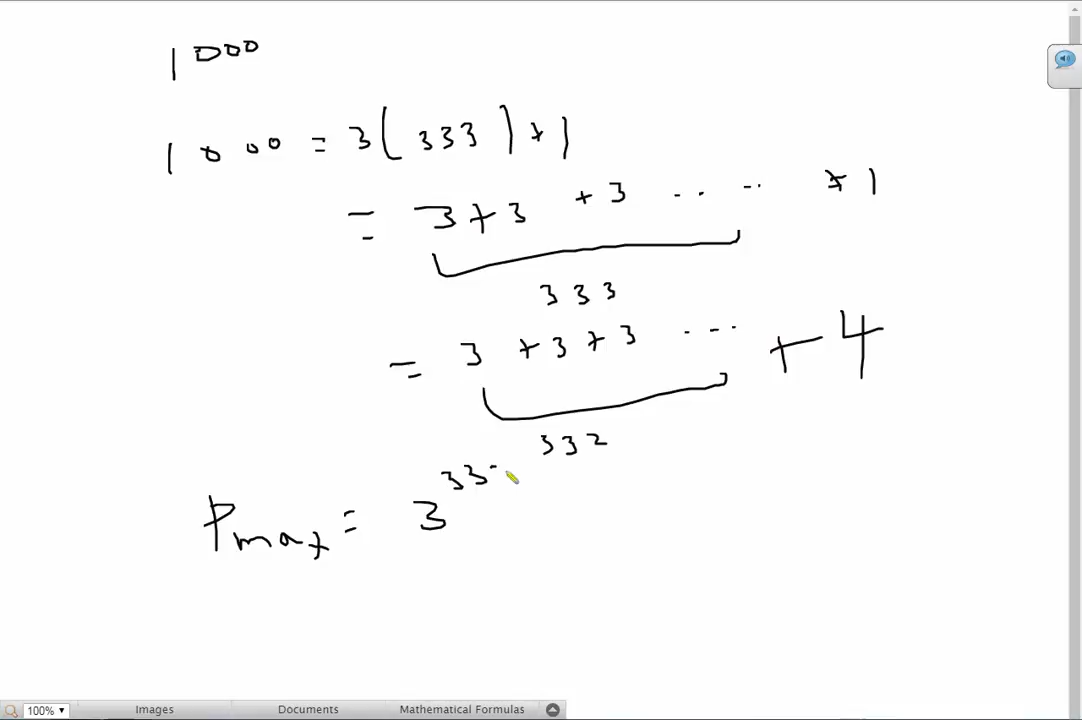 1000
1000 = 3(333)+1
= 3+3+3 .. .. +1
333
= 3+3+3 ... +4
332
Pmax = 3^33
100%
Images
Documents
Mathematical Formulas